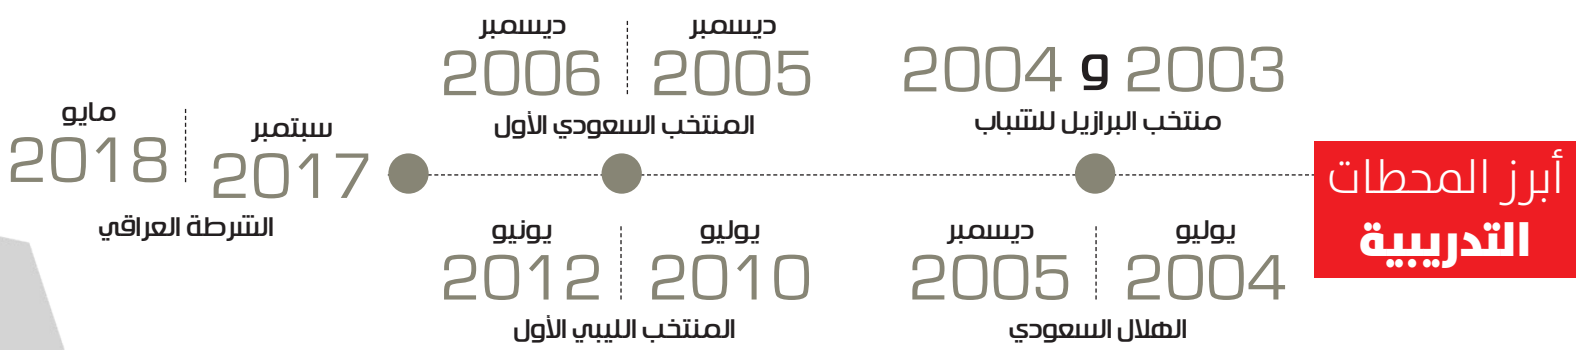 أبرز المحطات
التدريبية
2003 و 2004
منتخب البرازيل للشباب
يوليو
2004
ديسمبر
2005
الهلال السعودي
ديسمبر
2005
ديسمبر
2006
المنتخب السعودي الأول
يوليو
2010
يونيو
2012
المنتخب الليبي الأول
سبتمبر
2017
مايو
2018
الشرطة العراقي